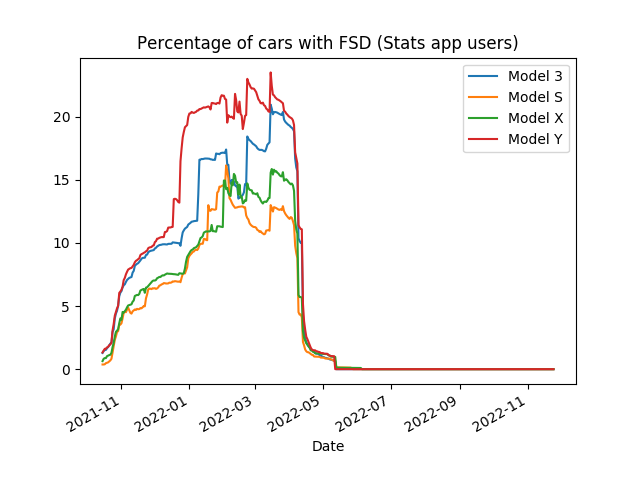 Percentage of cars with FSD (Stats app users)
Model 3
Model S
Model X
Model Y
20
15
10
5
0
2021-11
2022-01
2022-03
2022-05
2022-07
2022-09
2022-11
Date